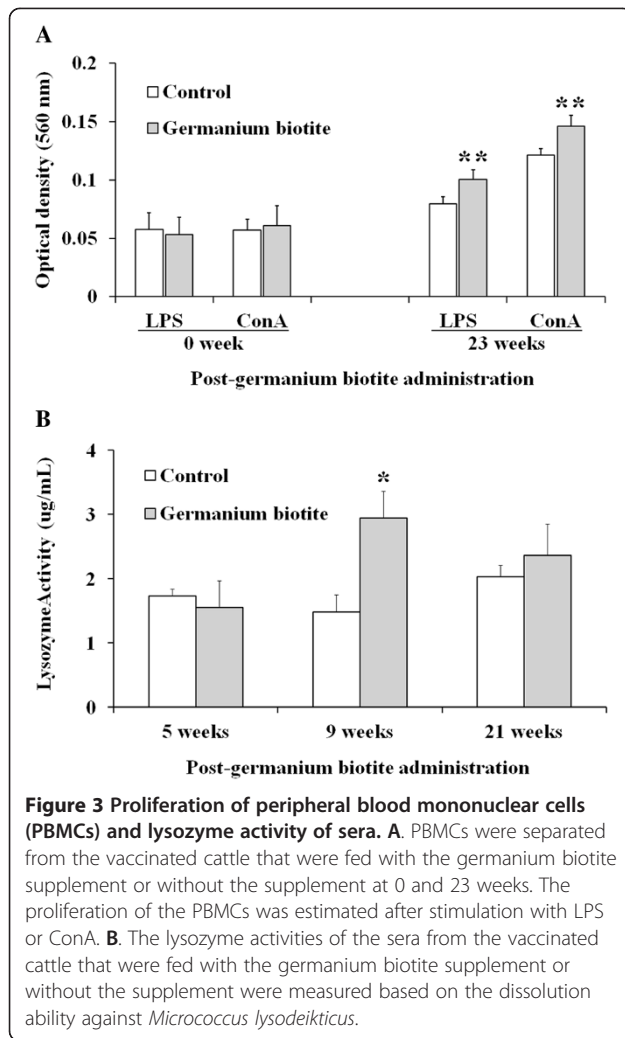 A
0.2
Control
Germanium biotite
0.15
**
**
0.1
0.05
0
Optical density (560 nm)
LPS ConA LPS ConA
0 week 23 weeks
Post-germanium biotite administration
B
4
Control
*
Germanium biotite
3
2
1
0
LysozymeActivity (ug/mL)
5 weeks 9 weeks 21 weeks
Post-germanium biotite administration
Figure 3 Proliferation of peripheral blood mononuclear cells
(PBMCs) and lysozyme activity of sera. A. PBMCs were separated
from the vaccinated cattle that were fed with the germanium biotite
supplement or without the supplement at 0 and 23 weeks. The
proliferation of the PBMCs was estimated after stimulation with LPS
or ConA. B. The lysozyme activities of the sera from the vaccinated
cattle that were fed with the germanium biotite supplement or
without the supplement were measured based on the dissolution
ability against Micrococcus lysodeikticus.